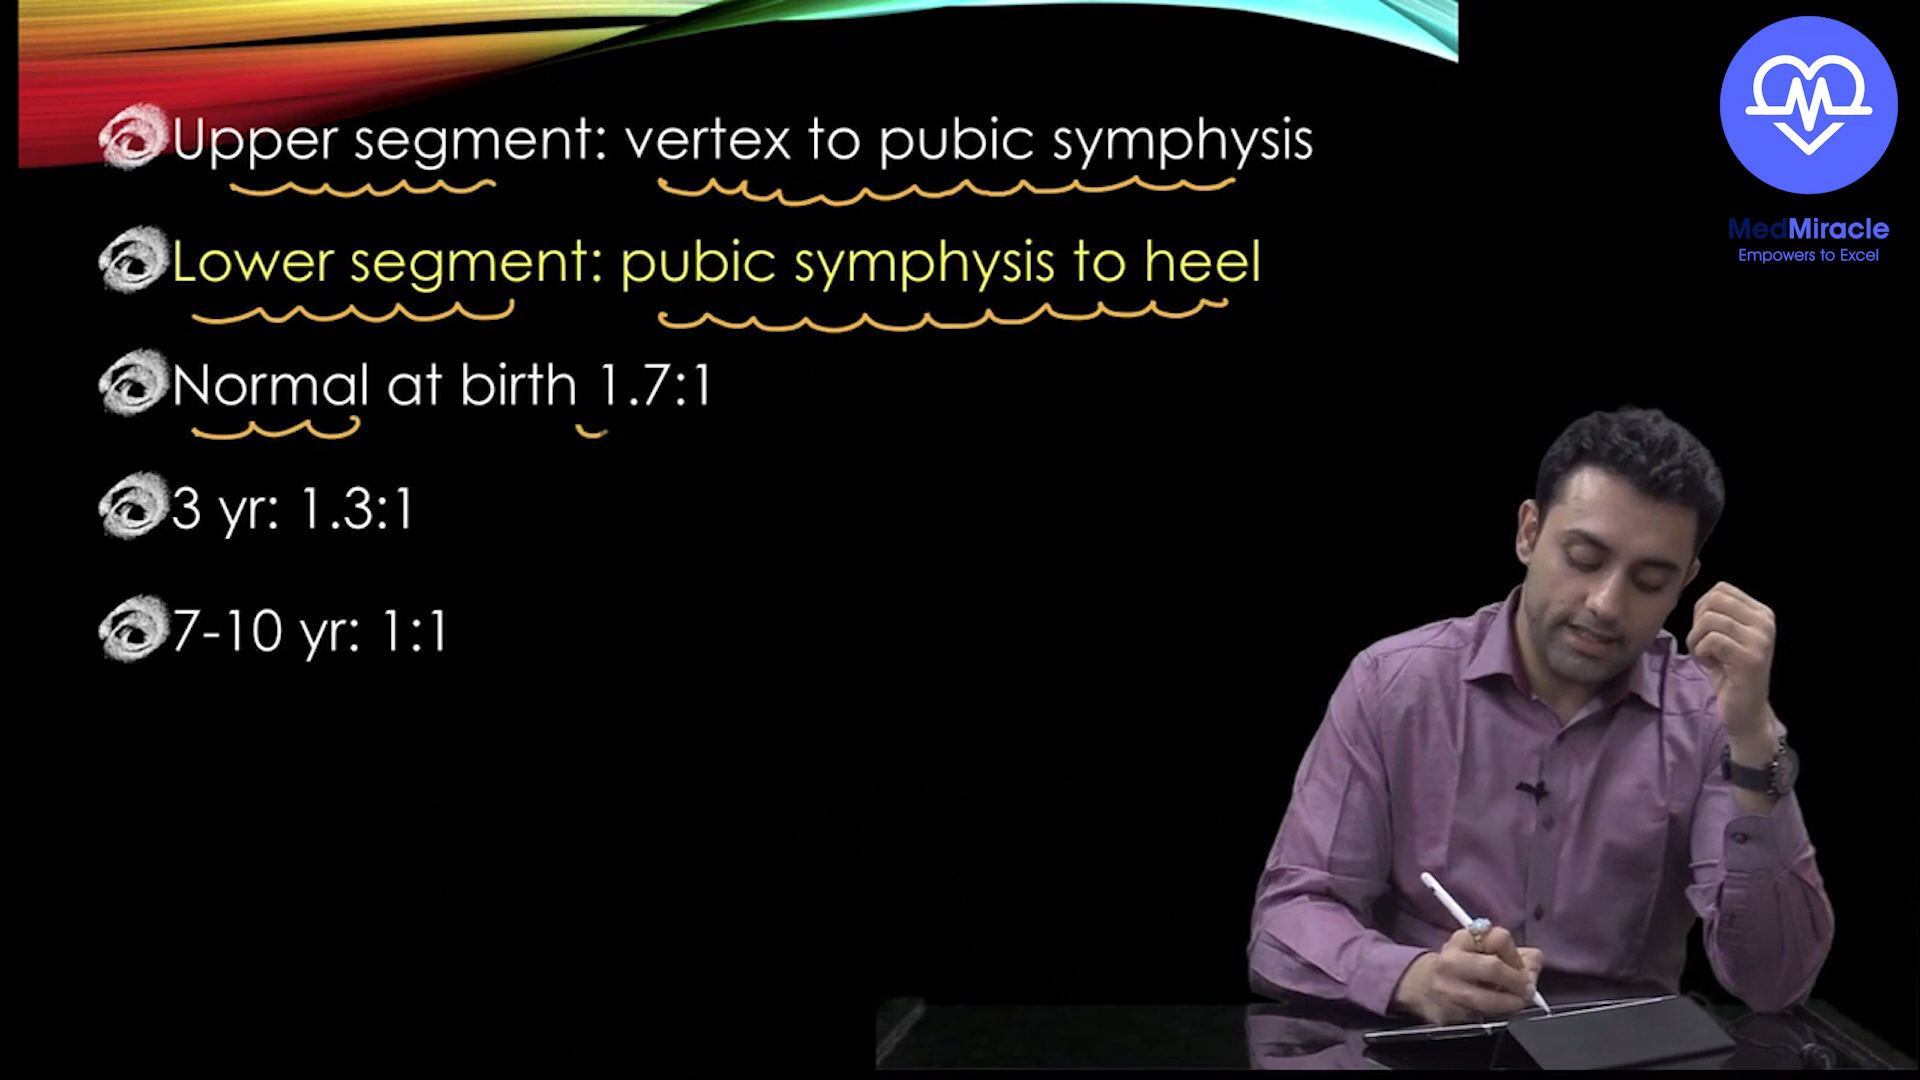 Upper segment: vertex to pubic symphysis
Lower segment: pubic symphysis to heel
Normal at birth 1.7:1
3 yr: 1.3:1
7-10 yr: 1:1
MedMiracle
Empowers to Excel